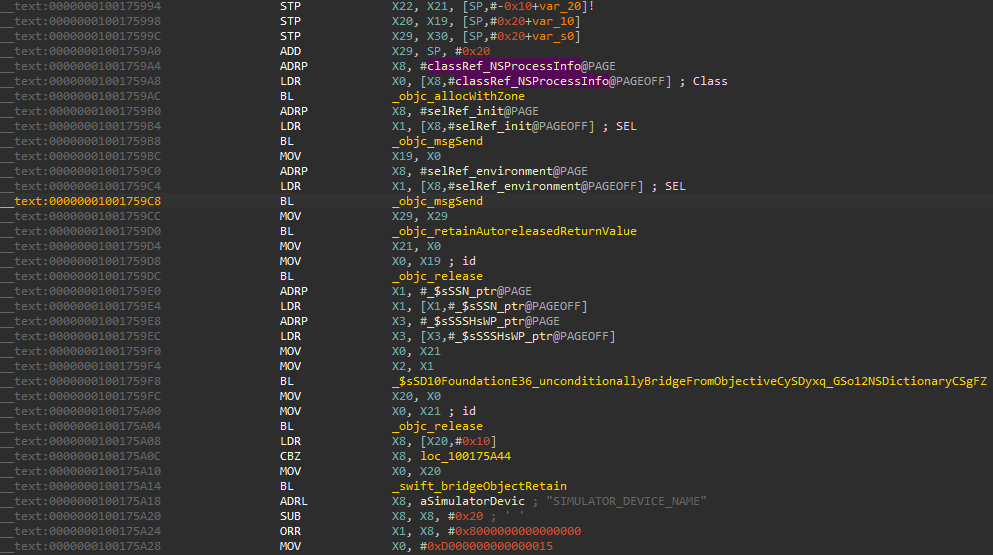 __text:0000000100175994 STP X22, X21, [SP,#-0x10+var_20]!
__text:0000000100175998 STP X20, X19, [SP,#0x20+var_10]
__text:000000010017599C STP X29, X30, [SP,#0x20+var_s0]
__text:00000001001759A0 ADD X29, SP, #0x20
__text:00000001001759A4 ADRP X8, #classRef_NSProcessInfo@PAGE
__text:00000001001759A8 LDR X0, [X8,#classRef_NSProcessInfo@PAGEOFF] ; Class
__text:00000001001759AC BL _objc_allocWithZone
__text:00000001001759B0 ADRP X8, #selRef_init@PAGE
__text:00000001001759B4 LDR X1, [X8,#selRef_init@PAGEOFF] ; SEL
__text:00000001001759B8 BL _objc_msgSend
__text:00000001001759BC MOV X19, X0
__text:00000001001759C0 ADRP X8, #selRef_environment@PAGE
__text:00000001001759C4 LDR X1, [X8,#selRef_environment@PAGEOFF] ; SEL
__text:00000001001759C8 BL _objc_msgSend
__text:00000001001759CC MOV X29, X29
__text:00000001001759D0 BL _objc_retainAutoreleasedReturnValue
__text:00000001001759D4 MOV X21, X0
__text:00000001001759D8 MOV X0, X19 ; id
__text:00000001001759DC BL _objc_release
__text:00000001001759E0 ADRP X1, #_$sSSN_ptr@PAGE
__text:00000001001759E4 LDR X1, [X1,#_$sSSN_ptr@PAGEOFF]
__text:00000001001759E8 ADRP X3, #_$sSSSHsWP_ptr@PAGE
__text:00000001001759EC LDR X3, [X3,#_$sSSSHsWP_ptr@PAGEOFF]
__text:00000001001759F0 MOV X0, X21
__text:00000001001759F4 MOV X2, X1
__text:00000001001759F8 BL _$sSD10FoundationE36_unconditionallyBridgeFromObjectiveCySDyxq_GSo12NSDictionaryCSgFZ
__text:00000001001759FC MOV X20, X0
__text:0000000100175A00 MOV X0, X21 ; id
__text:0000000100175A04 BL _objc_release
__text:0000000100175A08 LDR X8, [X20,#0x10]
__text:0000000100175A0C CBZ X8, loc_100175A44
__text:0000000100175A10 MOV X0, X20
__text:0000000100175A14 BL _swift_bridgeObjectRetain
__text:0000000100175A18 ADRL X8, aSimulatorDevic ; "SIMULATOR_DEVICE_NAME"
__text:0000000100175A20 SUB X8, X8, #0x20 ; ' '
__text:0000000100175A24 ORR X1, X8, #0x8000000000000000
__text:0000000100175A28 MOV X0, #0xD000000000000015